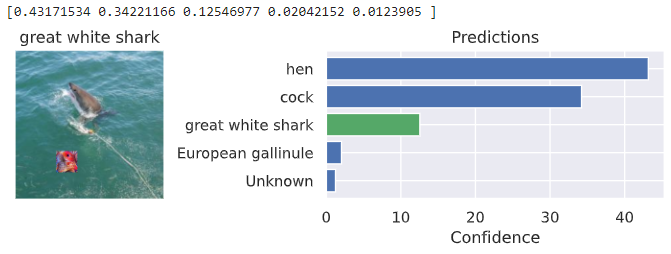 [0.43171534 0.34221166 0.12546977 0.02042152 0.0123905 ]
great white shark
Predictions
hen
cock
great white shark
European gallinule
Unknown
0 10 20 30 40
Confidence